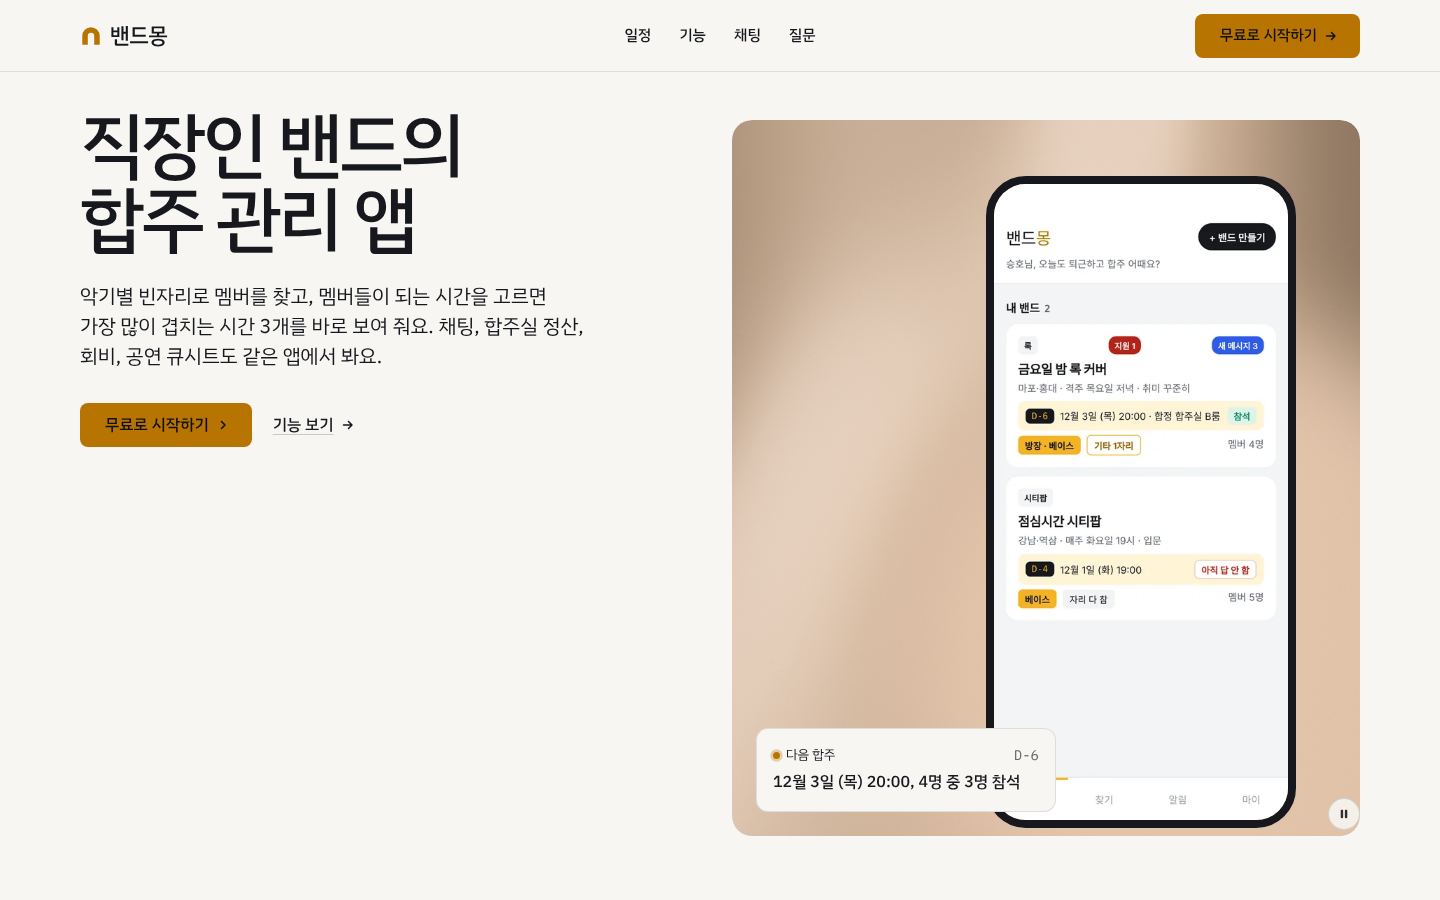 밴드몽
일정 기능 채팅 질문
무료로 시작하기 →
직장인 밴드의
합주 관리 앱
악기별 빈자리로 멤버를 찾고, 멤버들이 되는 시간을 고르면
가장 많이 겹치는 시간 3개를 바로 보여 줘요. 채팅, 합주실 정산,
회비, 공연 큐시트도 같은 앱에서 봐요.
무료로 시작하기 ›
기능 보기 →
밴드몽
+ 밴드 만들기
승호님, 오늘도 퇴근하고 합주 어때요?
내 밴드 2
록 지원 1 새 메시지 3
금요일 밤 록 커버
마포·홍대 · 격주 목요일 저녁 · 취미 꾸준히
D-6 12월 3일 (목) 20:00 · 합정 합주실 B룸 참석
방장 · 베이스 기타 1자리 멤버 4명
시티팝
점심시간 시티팝
강남·역삼 · 매주 화요일 19시 · 입문
D-4 12월 1일 (화) 19:00 아직 답 안 함
베이스 자리 다 참 멤버 5명
다음 합주 D-6
12월 3일 (목) 20:00, 4명 중 3명 참석
찾기 알림 마이